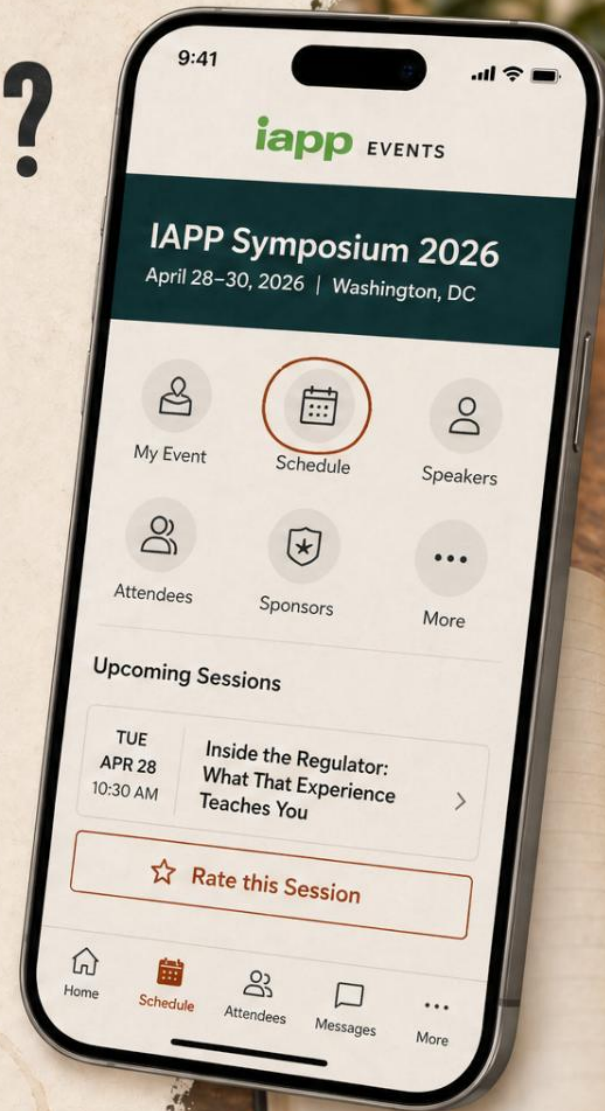 ?
9:41
iapp EVENTS
IAPP Symposium 2026
April 28–30, 2026 | Washington, DC
My Event
Schedule
Speakers
Attendees
Sponsors
More
Upcoming Sessions
TUE
APR 28
10:30 AM
Inside the Regulator:
What That Experience
Teaches You
Rate this Session
Home
Schedule
Attendees
Messages
More